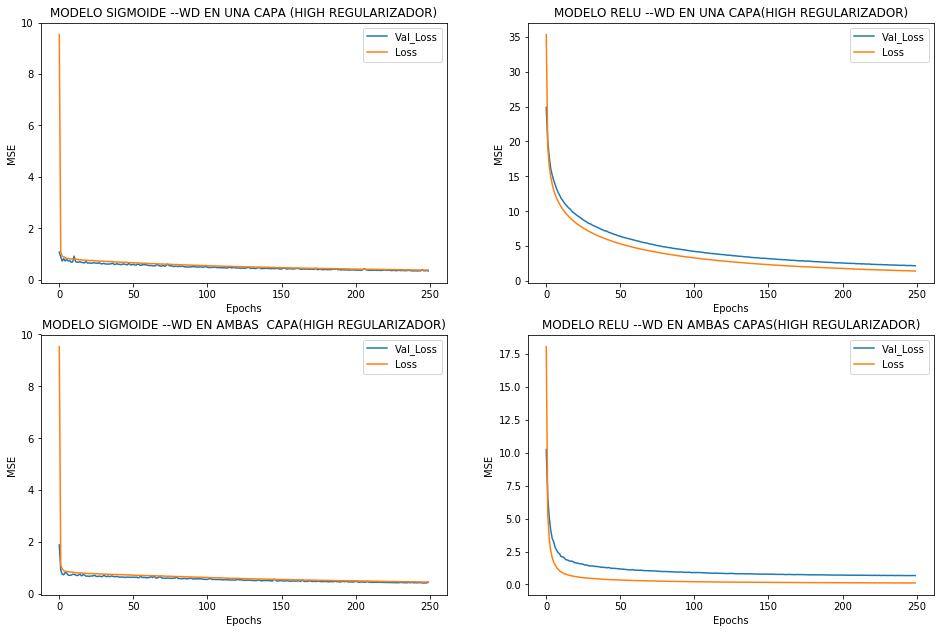 MODELO SIGMOIDE --WD EN UNA CAPA (HIGH REGULARIZADOR)
10
8
6
4
2
0
MSE
Val_Loss
Loss
0 50 100 150 200 250
Epochs
MODELO RELU --WD EN UNA CAPA(HIGH REGULARIZADOR)
35
30
25
20
15
10
5
0
MSE
Val_Loss
Loss
0 50 100 150 200 250
Epochs
MODELO SIGMOIDE --WD EN AMBAS  CAPA(HIGH REGULARIZADOR)
10
8
6
4
2
0
MSE
Val_Loss
Loss
0 50 100 150 200 250
Epochs
MODELO RELU --WD EN AMBAS CAPAS(HIGH REGULARIZADOR)
17.5
15.0
12.5
10.0
7.5
5.0
2.5
0.0
MSE
Val_Loss
Loss
0 50 100 150 200 250
Epochs